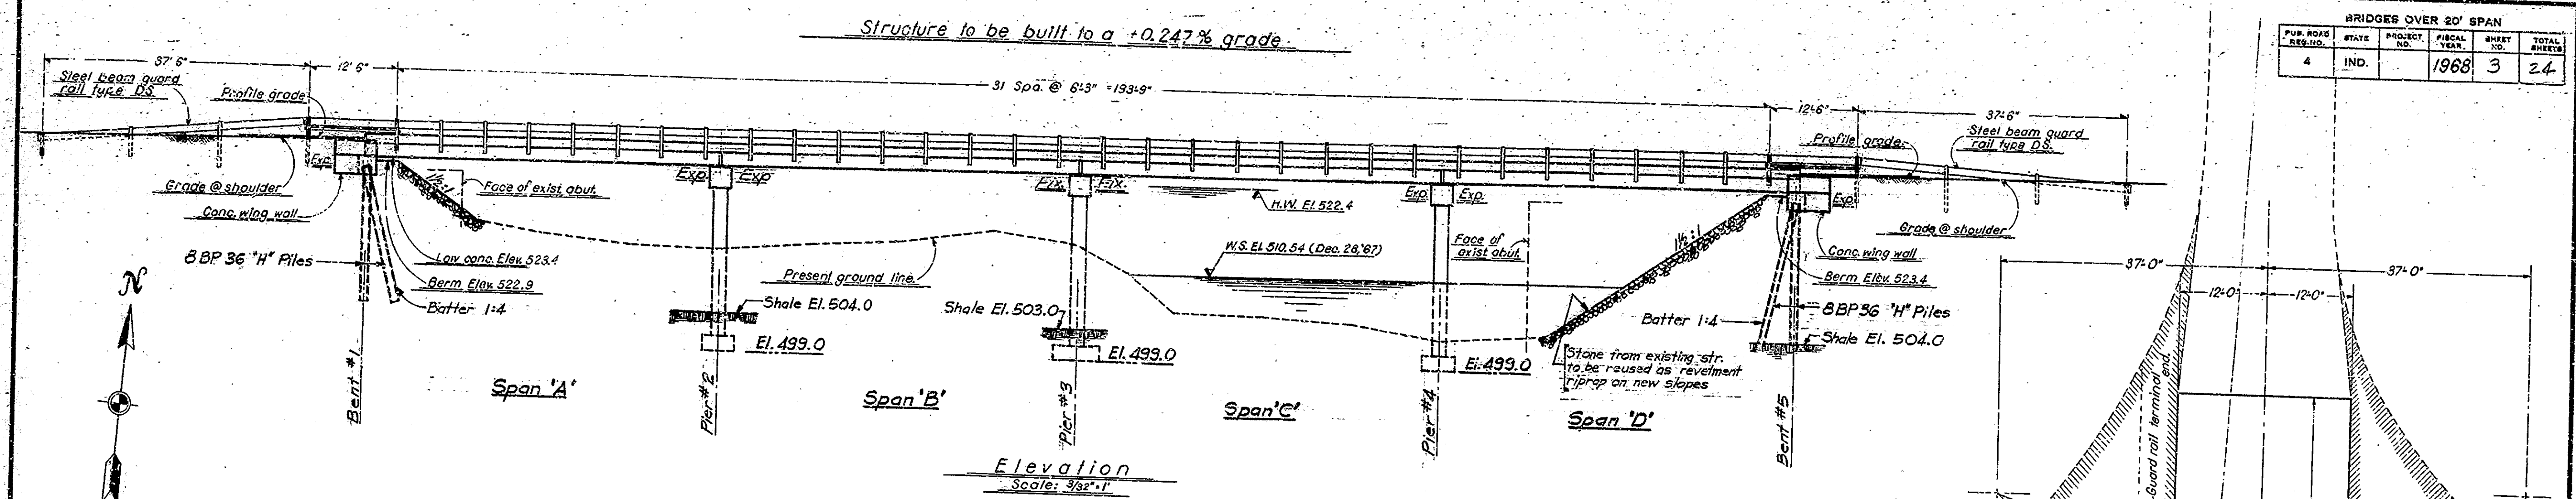 Structure to be built to a +0.247% grade
BRIDGES OVER 20' SPAN
PUB. ROAD REG. NO. STATE PROJECT NO. FISCAL YEAR. SHEET NO. TOTAL SHEETS
4 IND. 1968 3 24
37'6"
12'6"
31 Spa. @ 6'-3" = 193'-9"
12'-6"
37'-6"
Steel beam guard
rail type D.S.
Profile grade
Profile grade
Steel beam guard
rail type D.S.
Exp.
Exp
Exp
Fix.
Fix.
Exp.
Exp.
Exp.
Grade @ shoulder
Conc. wing wall
1½:1
Face of exist abut.
H.W. El. 522.4
W.S. El. 510.54 (Dec. 28,'67)
Face of
exist abut.
1½:1
Grade @ shoulder
Conc. wing wall
8 BP 36 "H" Piles
Low conc. Elev. 523.4
Berm Elev. 522.9
Batter 1:4
Present ground line.
Berm Elev. 523.4
Batter 1:4
8 BP 36 "H" Piles
Shale El. 504.0
Shale El. 504.0
Shale El. 503.0
El. 499.0
El. 499.0
El. 499.0
Stone from existing str.
to be reused as revetment
riprap on new slopes
N
Bent #1
Span 'A'
Pier #2
Span 'B'
Pier #3
Span 'C'
Pier #4
Span 'D'
Bent #5
Elevation
Scale: 3/32" = 1'
37'-0"
37'-0"
12'-0"
12'-0"
Guard rail terminal end.